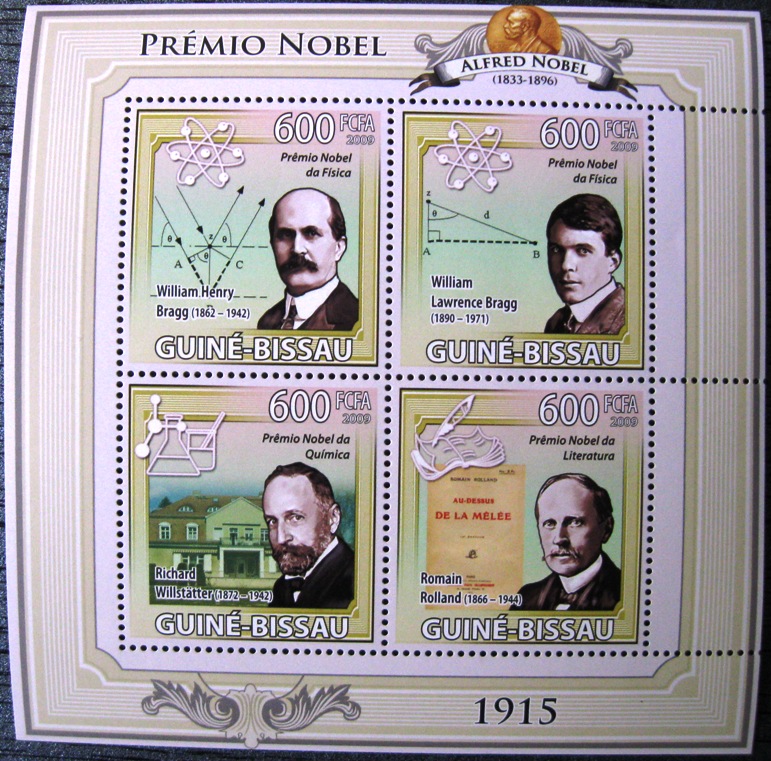 PRÉMIO NOBEL
ALFRED NOBEL
(1833-1896)
600 FCFA
2009
Prêmio Nobel
da Física
θ
θ
z
θ
A
C
William Henry
Bragg (1862 – 1942)
GUINÉ-BISSAU
600 FCFA
2009
Prêmio Nobel
da Física
z
θ
d
A
B
William
Lawrence Bragg
(1890 – 1971)
GUINÉ-BISSAU
600 FCFA
2009
Prêmio Nobel da
Química
Richard
Willstätter (1872 – 1942)
GUINÉ-BISSAU
600 FCFA
2009
Prêmio Nobel da
Literatura
ROMAIN ROLLAND
AU-DESSUS
DE LA MÊLÉE
PARIS
Romain
Rolland (1866 – 1944)
GUINÉ-BISSAU
1915